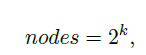 nodes = 2^k,